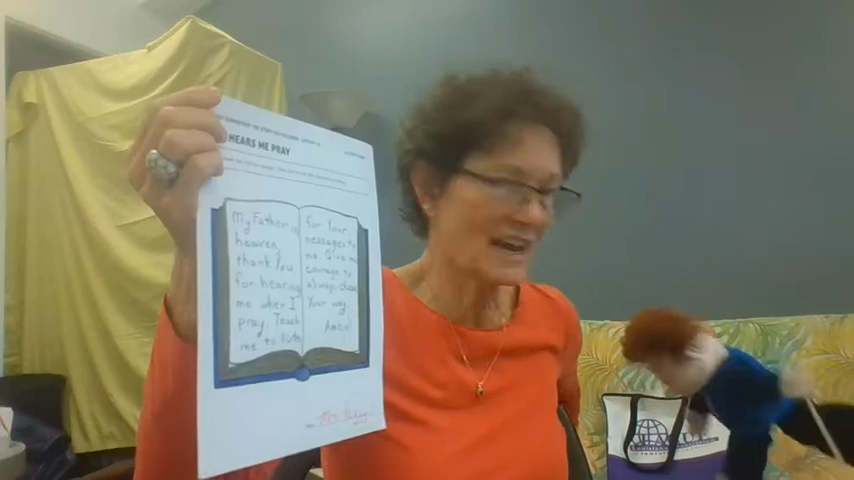 HEARS ME PRAY
My Father in
heaven,
thank You
for hearing
me when I
pray. Teach
me to listen
for Your
messages to
me. Give me
courage to
always choose
Your way.
Amen!
Louisiana